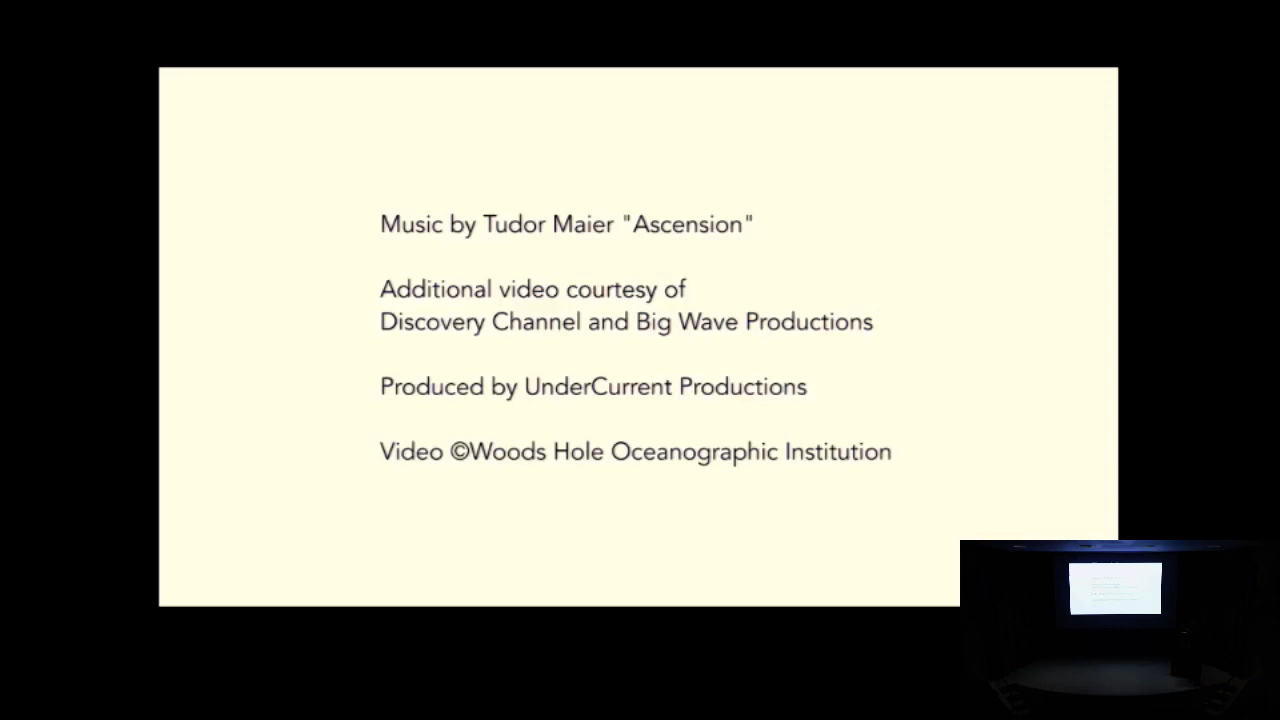 Music by Tudor Maier "Ascension"
Additional video courtesy of
Discovery Channel and Big Wave Productions
Produced by UnderCurrent Productions
Video ©Woods Hole Oceanographic Institution